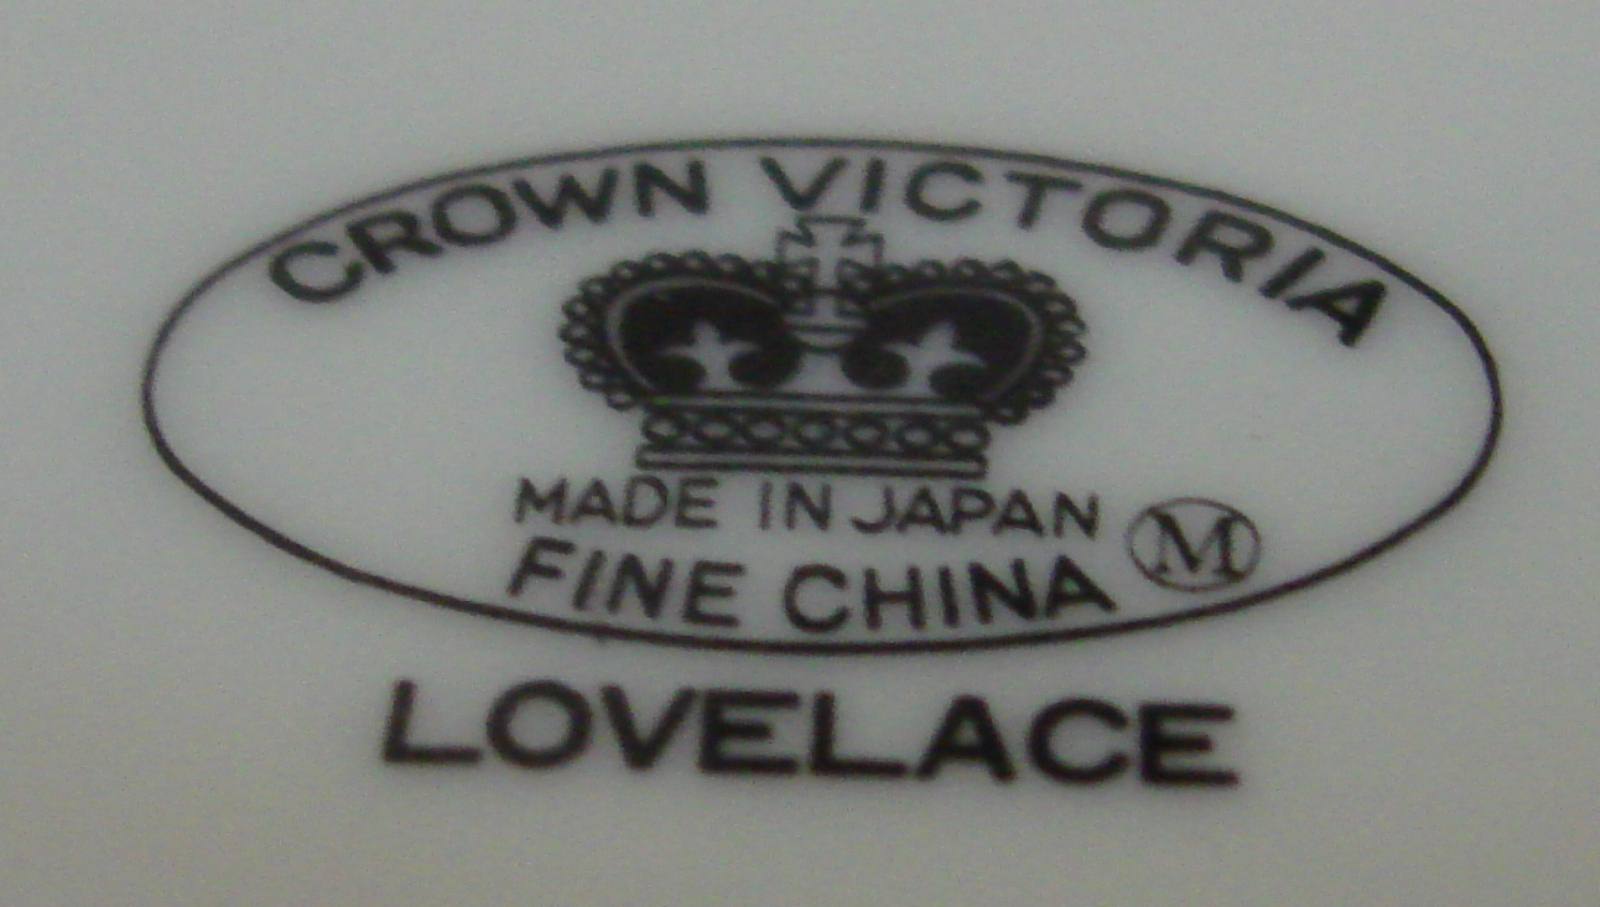 CROWN VICTORIA
MADE IN JAPAN
M
FINE CHINA
LOVELACE